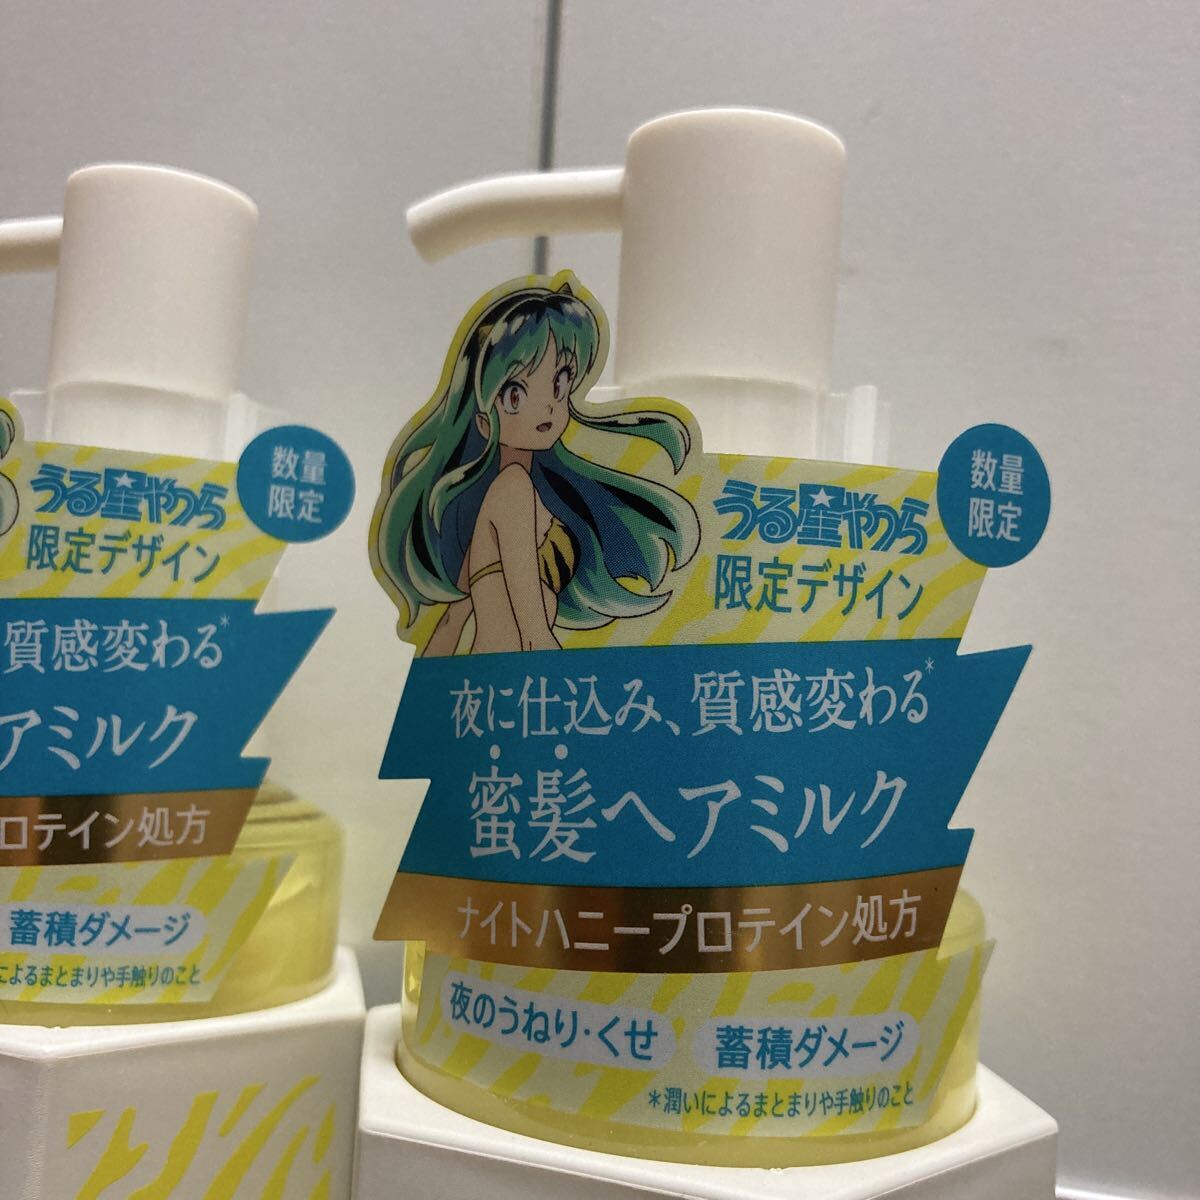 うる星やつら
限定デザイン
数量
限定
質感変わる*
アミルク
ロテイン処方
蓄積ダメージ
によるまとまりや手触りのこと
うる星やつら
限定デザイン
数量
限定
夜に仕込み、質感変わる*
蜜髪ヘアミルク
ナイトハニープロテイン処方
夜のうねり・くせ
蓄積ダメージ
*潤いによるまとまりや手触りのこと